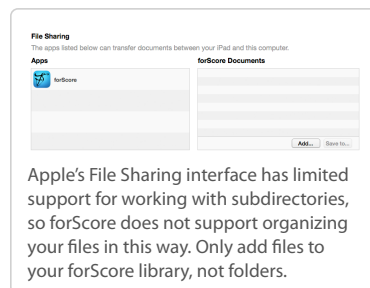 File Sharing
The apps listed below can transfer documents between your iPad and this computer.
Apps
forScore Documents
forScore
Add...
Save to...
Apple’s File Sharing interface has limited
support for working with subdirectories,
so forScore does not support organizing
your files in this way. Only add files to
your forScore library, not folders.